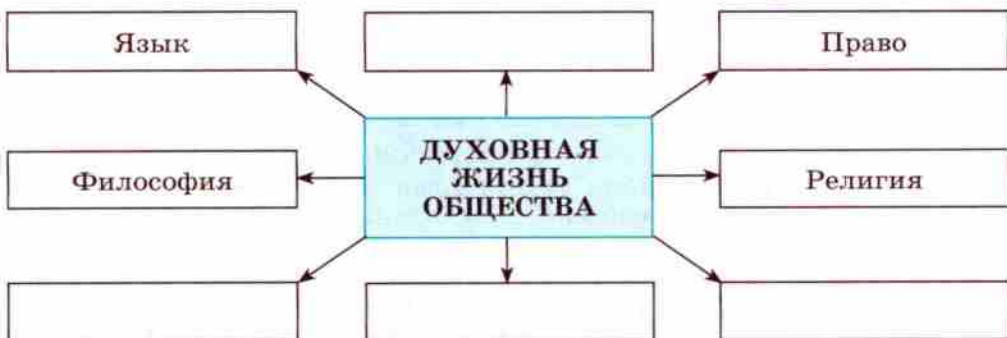 Язык
Право
ДУХОВНАЯ
ЖИЗНЬ
ОБЩЕСТВА
Философия
Религия